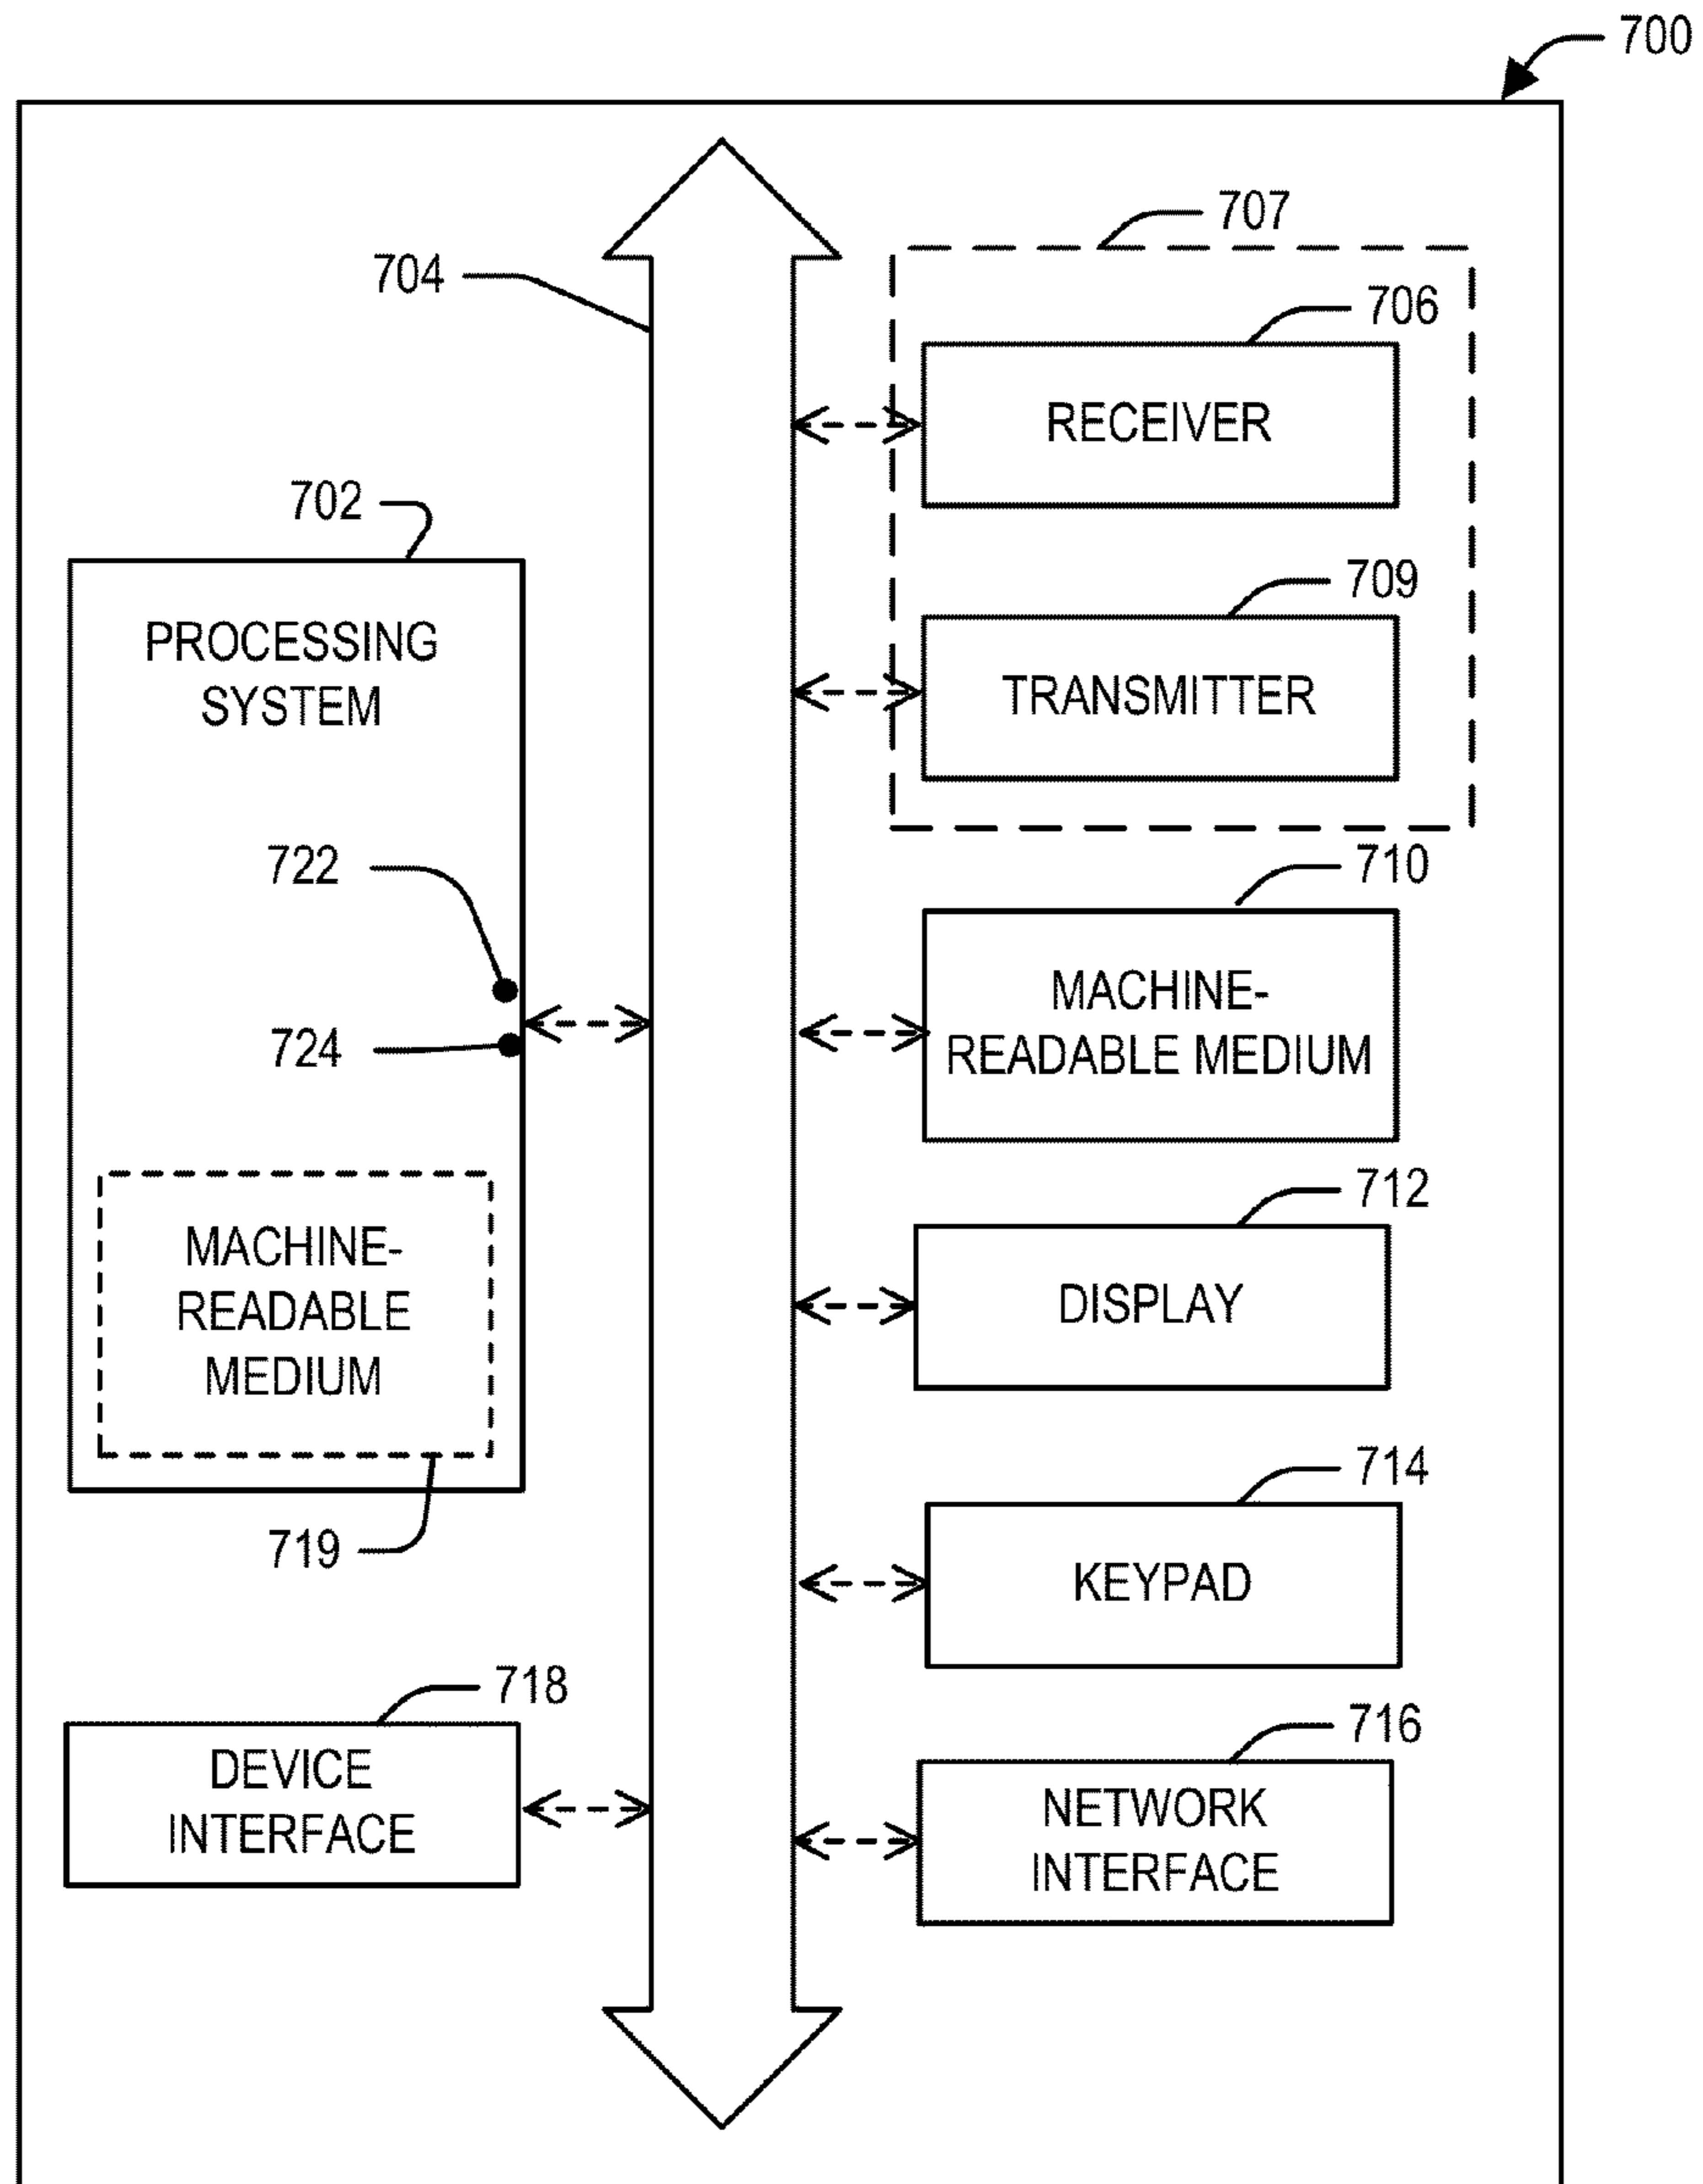 700
707
704
706
RECEIVER
702
709
PROCESSING
SYSTEM
TRANSMITTER
722
710
724
MACHINE-
READABLE MEDIUM
712
MACHINE-
READABLE
MEDIUM
DISPLAY
714
719
KEYPAD
718
716
DEVICE
INTERFACE
NETWORK
INTERFACE